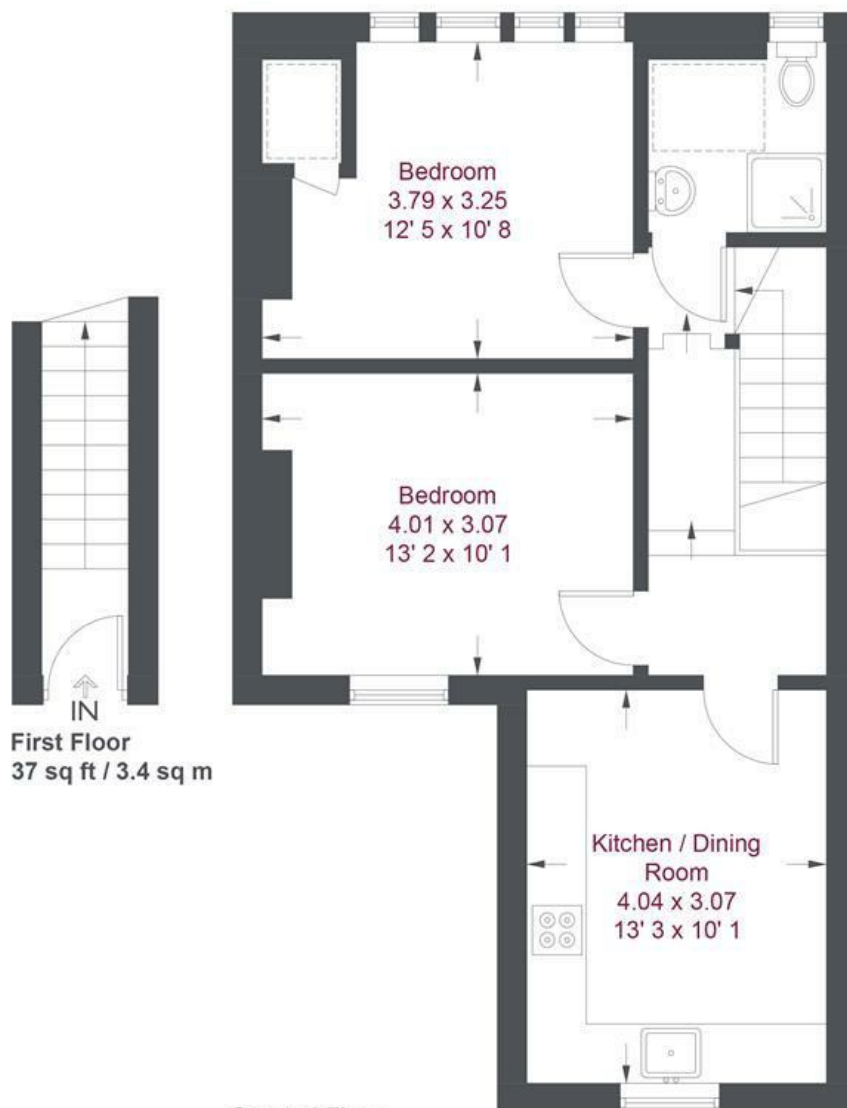 Bedroom
3.79 x 3.25
12' 5 x 10' 8
Bedroom
4.01 x 3.07
13' 2 x 10' 1
IN
First Floor
37 sq ft / 3.4 sq m
Kitchen / Dining
Room
4.04 x 3.07
13' 3 x 10' 1